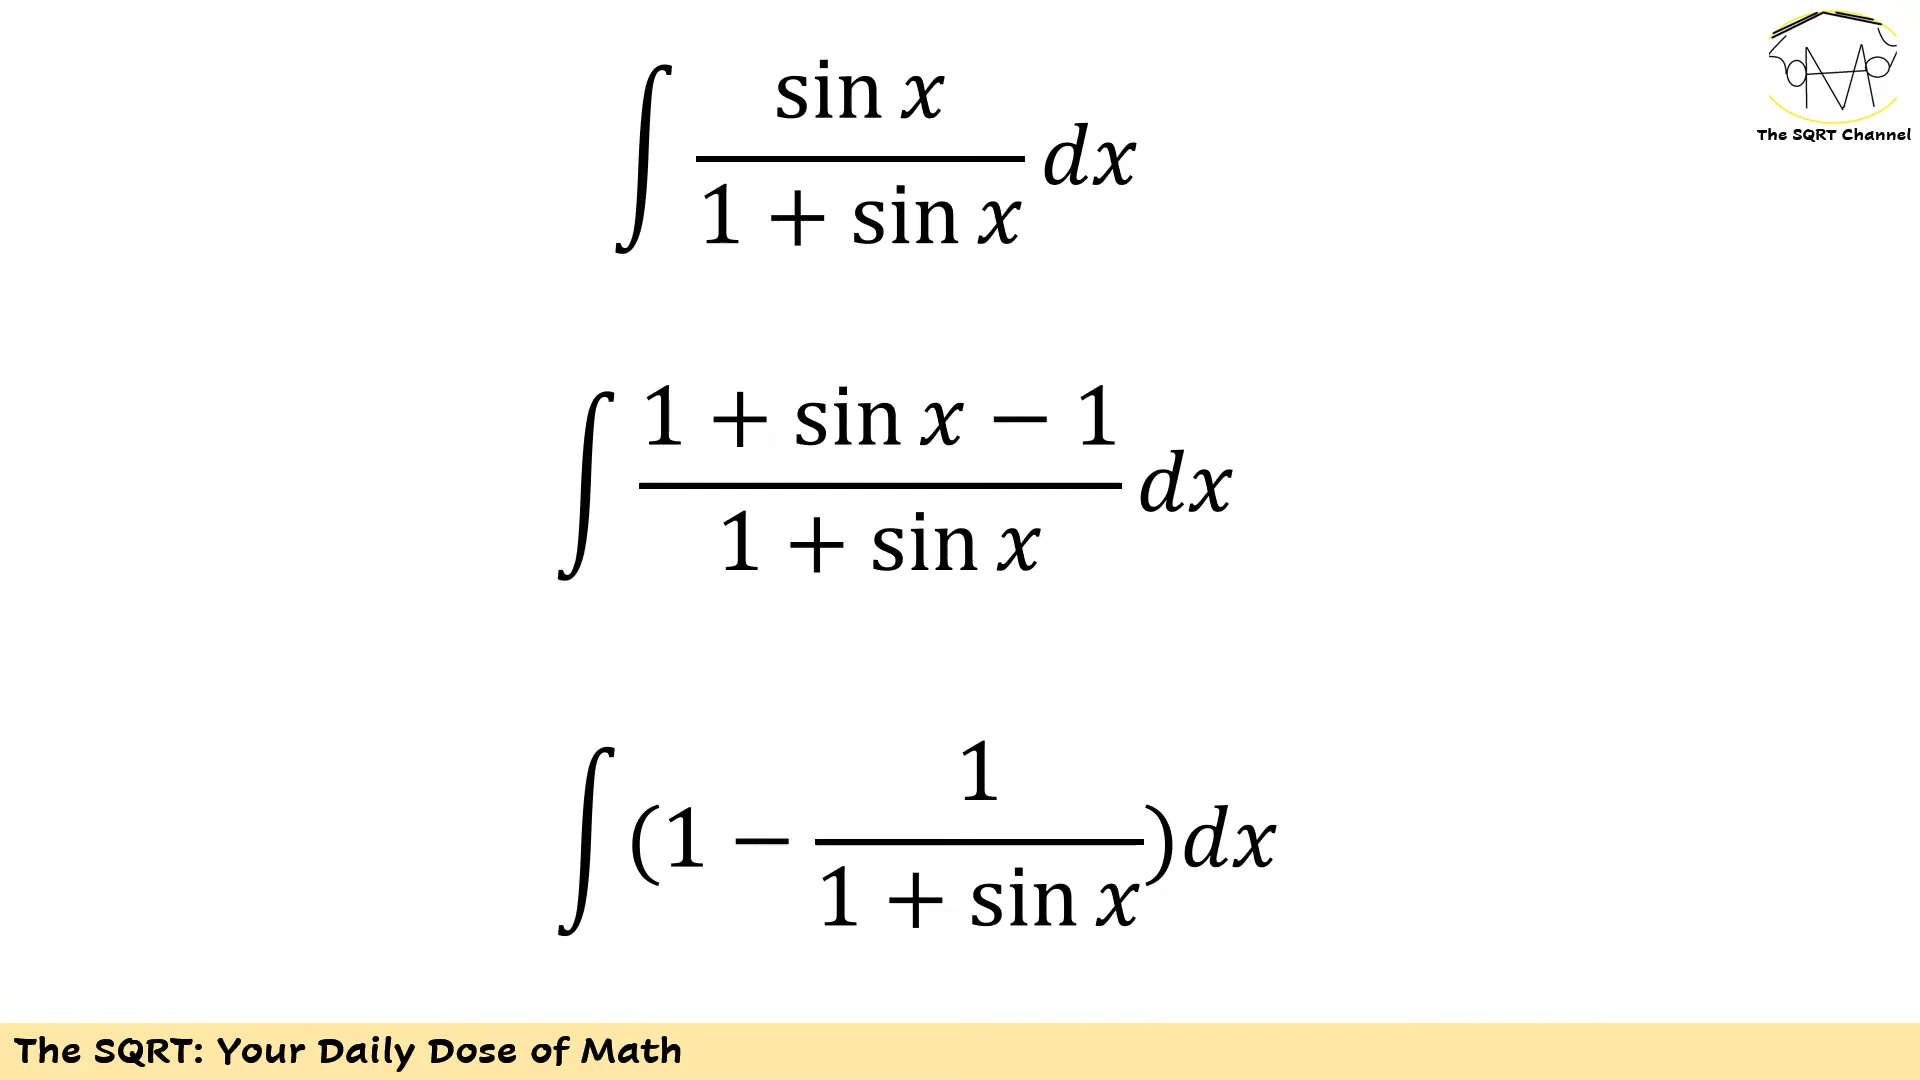 ∫ sin x / (1 + sin x) dx
The SQRT Channel
∫ (1 + sin x − 1) / (1 + sin x) dx
∫ (1 − 1 / (1 + sin x)) dx
The SQRT: Your Daily Dose of Math